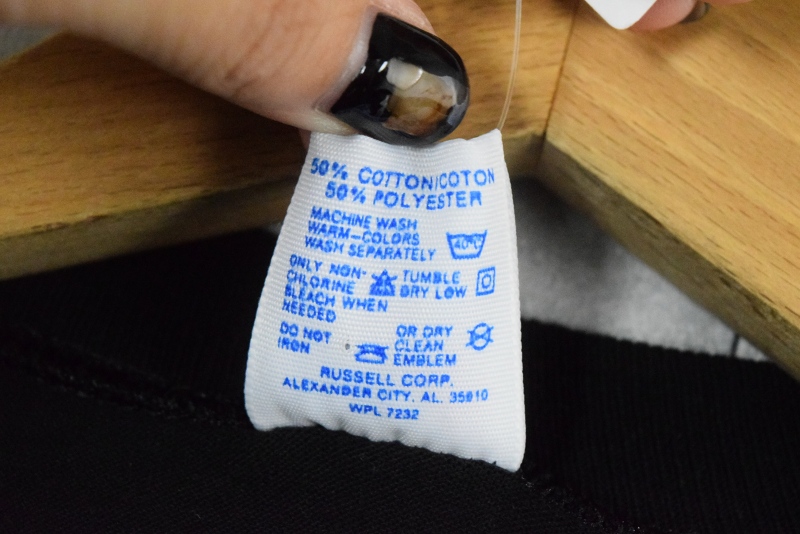 50% COTTON/COTON
50% POLYESTER
MACHINE WASH
WARM-COLORS
WASH SEPARATELY
40°C
ONLY NON-
CHLORINE
BLEACH WHEN
NEEDED
TUMBLE
DRY LOW
DO NOT
IRON
OR DRY
CLEAN
EMBLEM
RUSSELL CORP.
ALEXANDER CITY, AL. 35010
WPL 7232